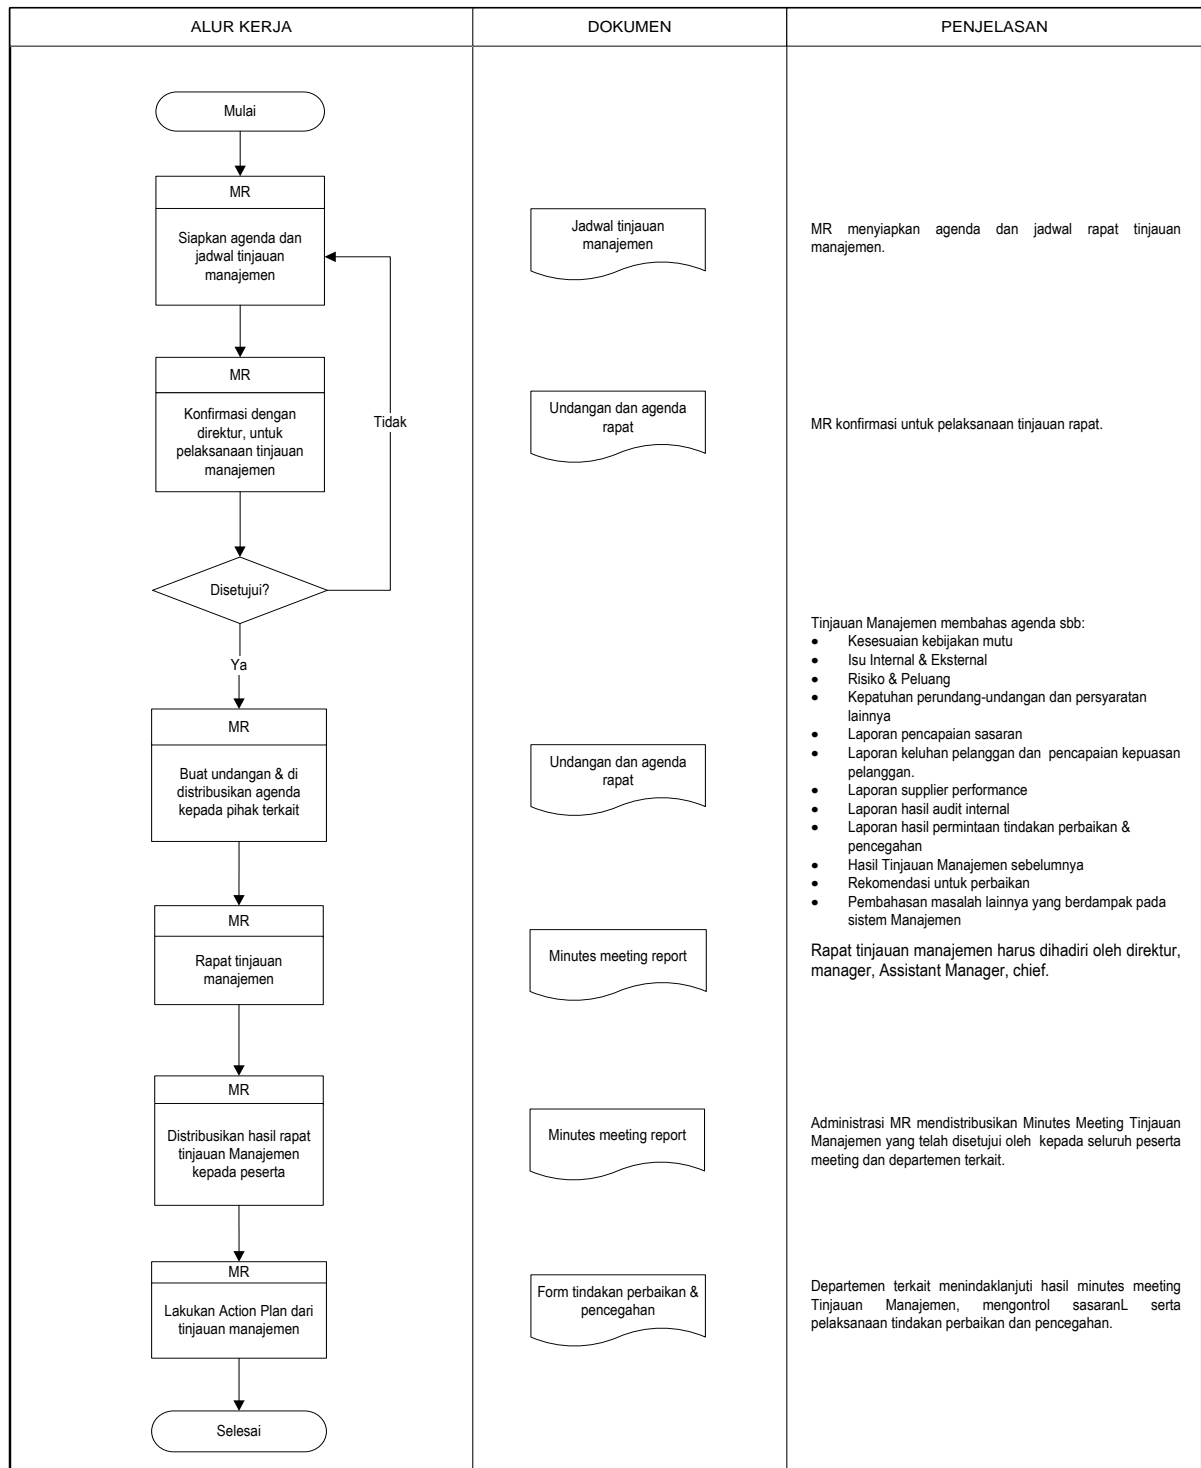 ALUR KERJA
DOKUMEN
PENJELASAN
Mulai
MR
Siapkan agenda dan
jadwal tinjauan
manajemen
Jadwal tinjauan
manajemen
MR menyiapkan agenda dan jadwal rapat tinjauan
manajemen.
MR
Konfirmasi dengan
direktur, untuk
pelaksanaan tinjauan
manajemen
Tidak
Undangan dan agenda
rapat
MR konfirmasi untuk pelaksanaan tinjauan rapat.
Disetujui?
Ya
MR
Buat undangan & di
distribusikan agenda
kepada pihak terkait
Undangan dan agenda
rapat
Tinjauan Manajemen membahas agenda sbb:
• Kesesuaian kebijakan mutu
• Isu Internal & Eksternal
• Risiko & Peluang
• Kepatuhan perundang-undangan dan persyaratan
lainnya
• Laporan pencapaian sasaran
• Laporan keluhan pelanggan dan pencapaian kepuasan
pelanggan.
• Laporan supplier performance
• Laporan hasil audit internal
• Laporan hasil permintaan tindakan perbaikan &
pencegahan
• Hasil Tinjauan Manajemen sebelumnya
• Rekomendasi untuk perbaikan
• Pembahasan masalah lainnya yang berdampak pada
sistem Manajemen
MR
Rapat tinjauan
manajemen
Minutes meeting report
Rapat tinjauan manajemen harus dihadiri oleh direktur,
manager, Assistant Manager, chief.
MR
Distribusikan hasil rapat
tinjauan Manajemen
kepada peserta
Minutes meeting report
Administrasi MR mendistribusikan Minutes Meeting Tinjauan
Manajemen yang telah disetujui oleh kepada seluruh peserta
meeting dan departemen terkait.
MR
Lakukan Action Plan dari
tinjauan manajemen
Form tindakan perbaikan &
pencegahan
Departemen terkait menindaklanjuti hasil minutes meeting
Tinjauan Manajemen, mengontrol sasaranL serta
pelaksanaan tindakan perbaikan dan pencegahan.
Selesai